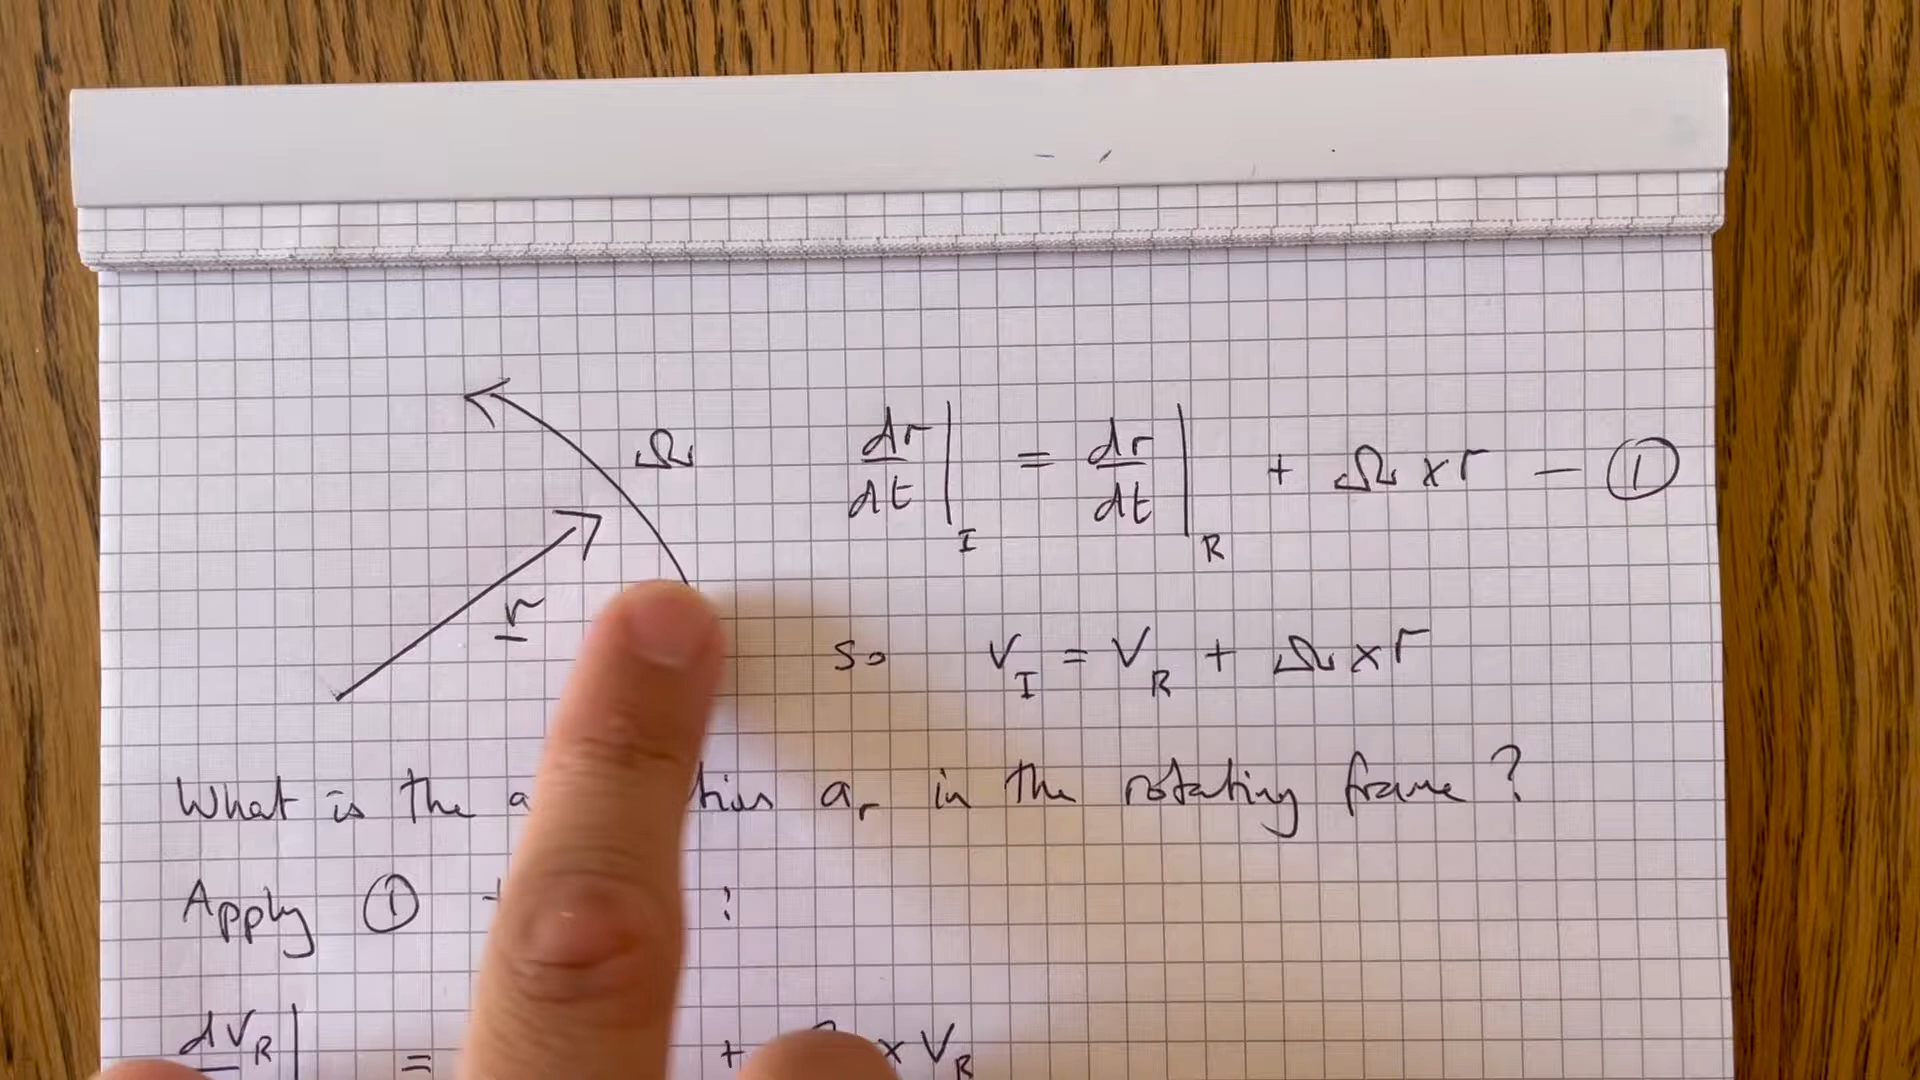 Ω
r
dr/dt|_I = dr/dt|_R + Ω x r — ①
so V_I = V_R + Ω x r
What is the a_r in the rotating frame?
Apply ① :
dV_R| = + x V_R